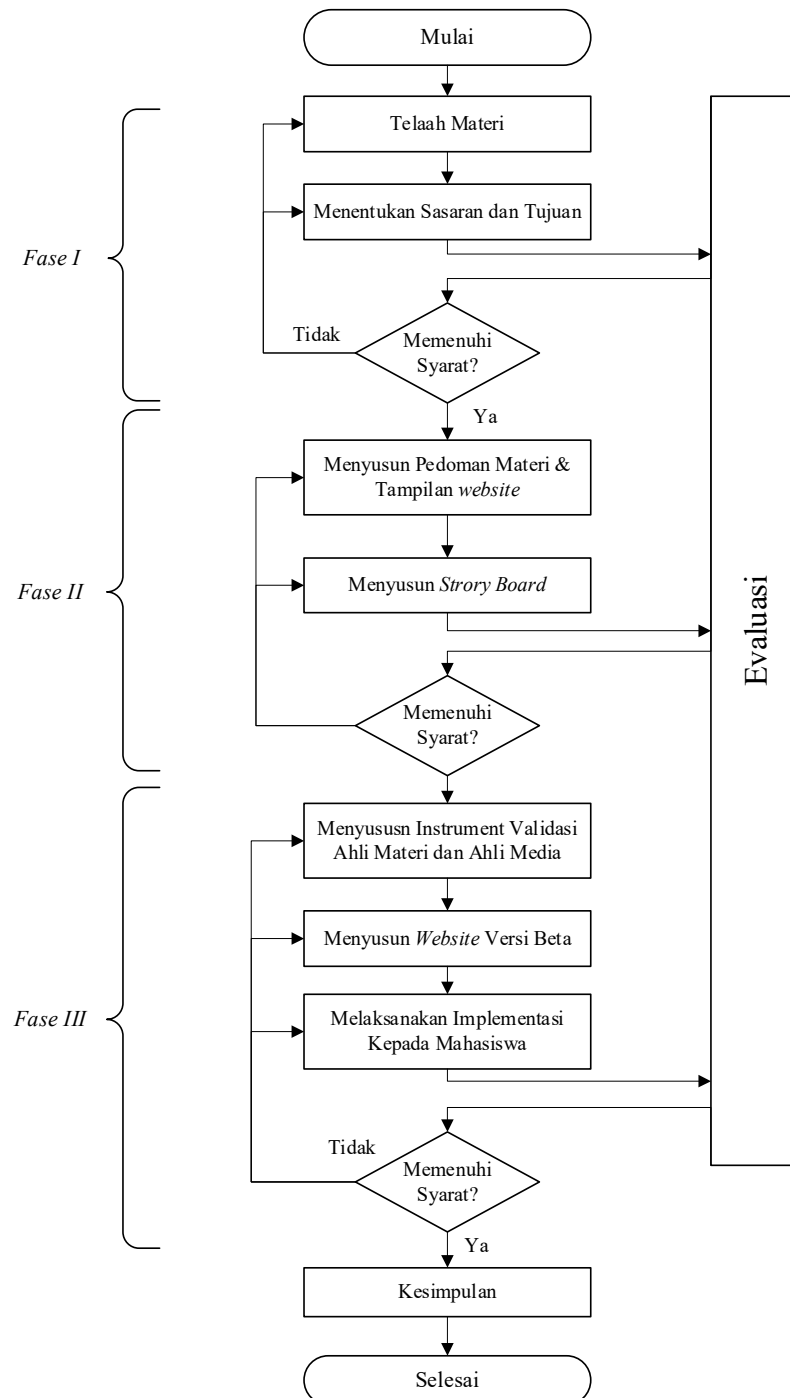 Mulai
Telaah Materi
Menentukan Sasaran dan Tujuan
Fase I
Tidak
Memenuhi
Syarat?
Ya
Menyusun Pedoman Materi &
Tampilan website
Fase II
Menyusun Strory Board
Evaluasi
Memenuhi
Syarat?
Menyususn Instrument Validasi
Ahli Materi dan Ahli Media
Menyusun Website Versi Beta
Fase III
Melaksanakan Implementasi
Kepada Mahasiswa
Tidak
Memenuhi
Syarat?
Ya
Kesimpulan
Selesai